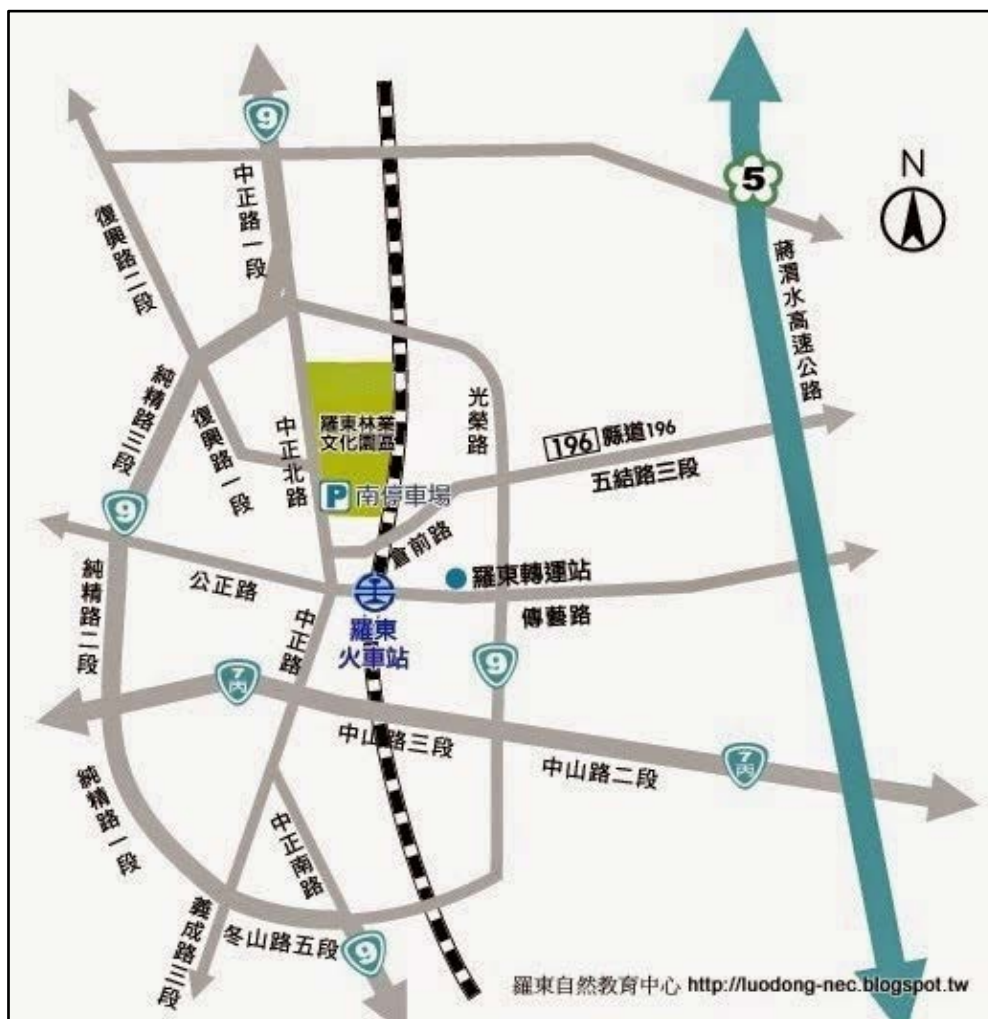 9
中正路一段
復興路二段
5
N
蔣渭水高速公路
純精路三段
復興路一段
中正北路
羅東林業
文化園區
P 南停車場
光榮路
196 縣道196
五結路三段
9
倉前路
羅東轉運站
公正路
傳藝路
純精路二段
中正路
羅東
火車站
9
7
丙
中山路三段
中山路二段
7
丙
純精路一段
中正南路
義成路三段
冬山路五段
9
羅東自然教育中心 http://luodong-nec.blogspot.tw